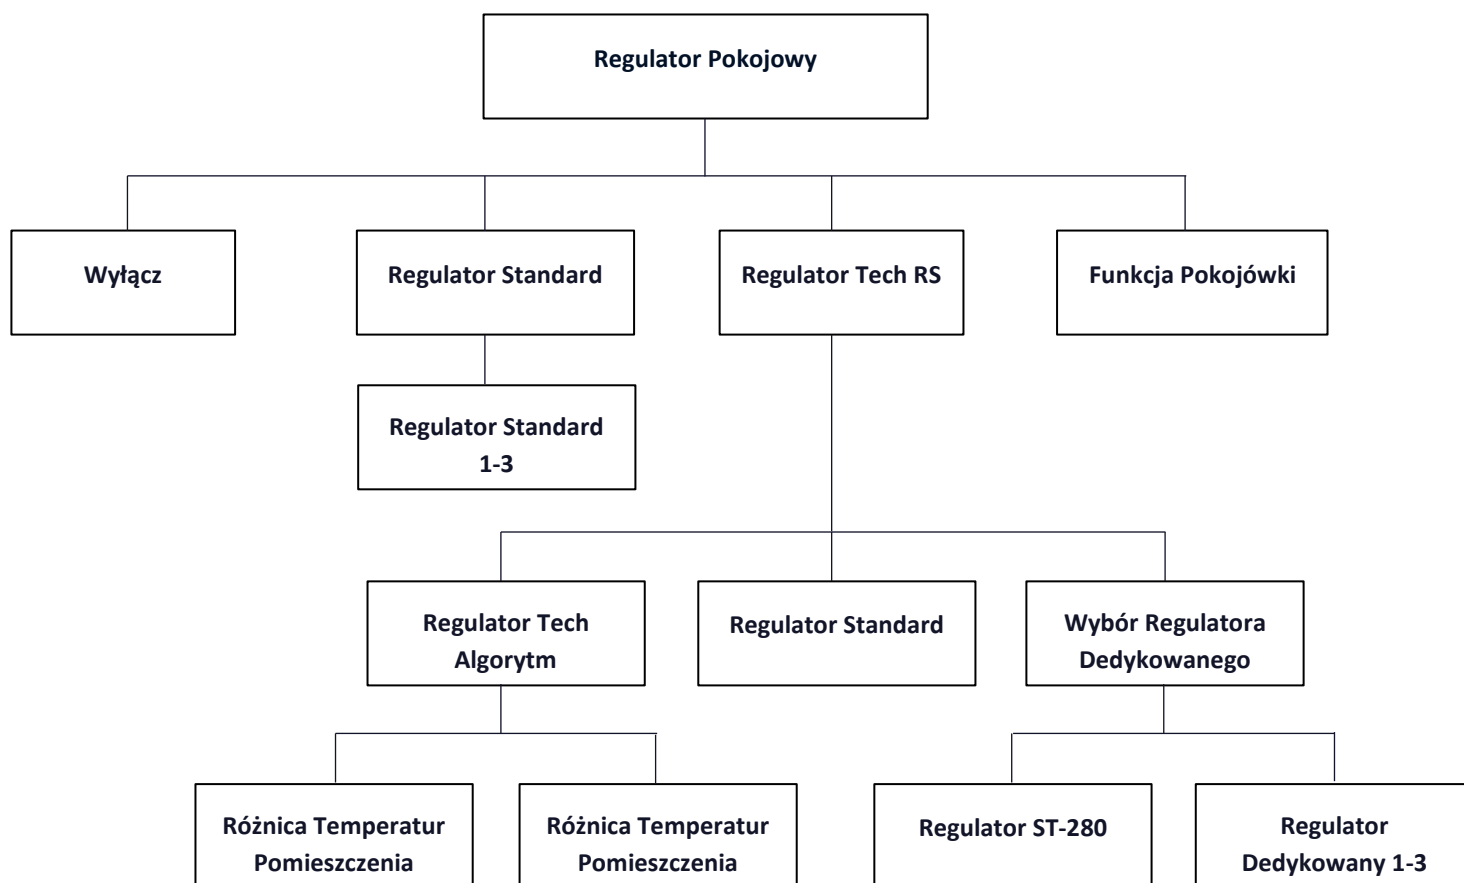 Regulator Pokojowy
Wyłącz
Regulator Standard
Regulator Tech RS
Funkcja Pokojówki
Regulator Standard
1-3
Regulator Tech
Algorytm
Regulator Standard
Wybór Regulatora
Dedykowanego
Różnica Temperatur
Pomieszczenia
Różnica Temperatur
Pomieszczenia
Regulator ST-280
Regulator
Dedykowany 1-3